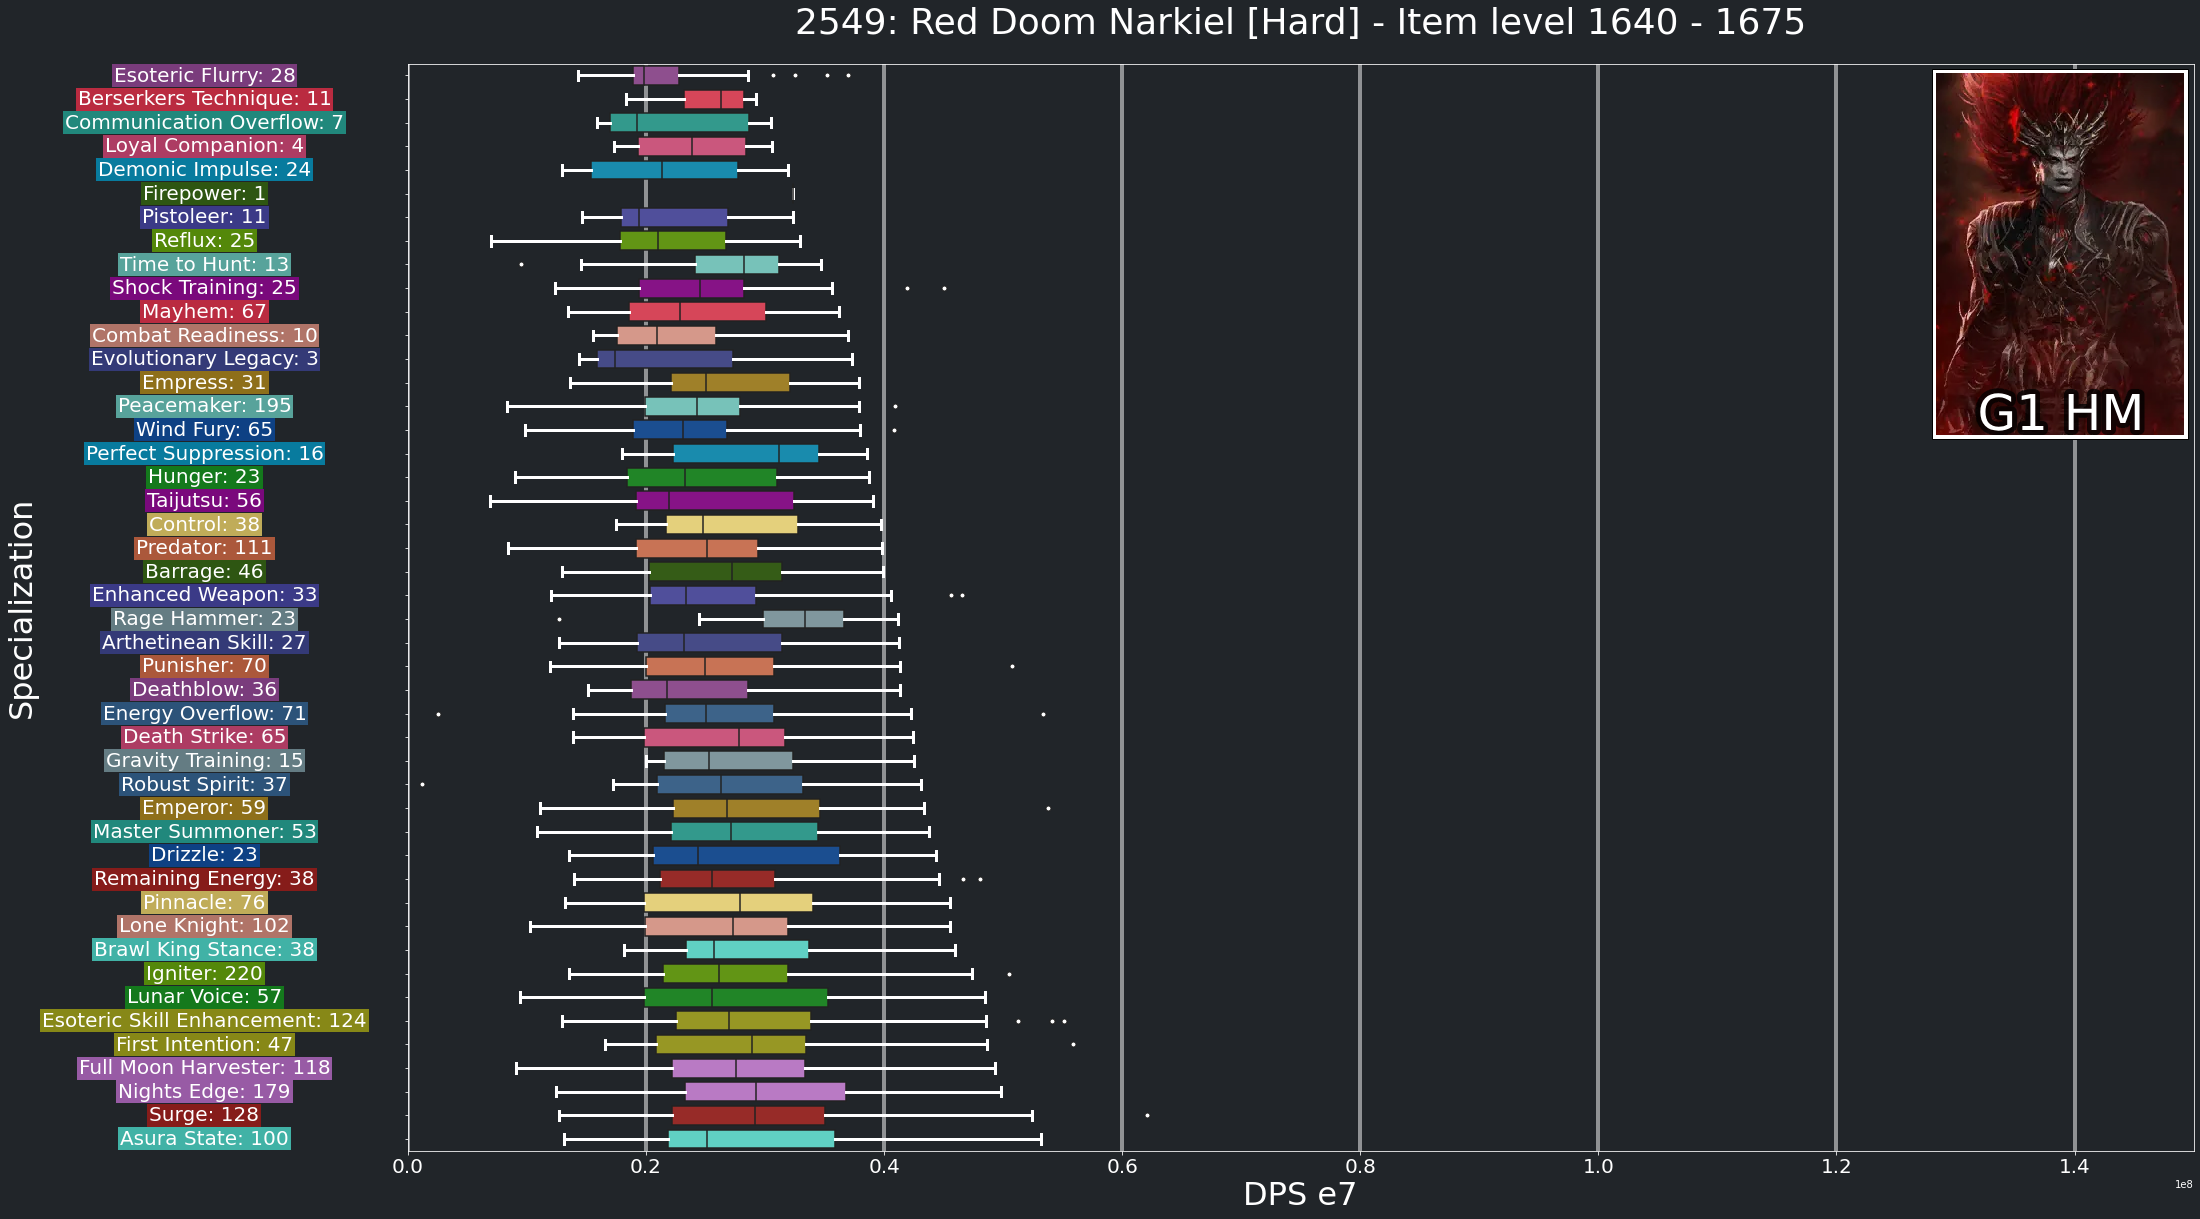 2549: Red Doom Narkiel [Hard] - Item level 1640 - 1675
Esoteric Flurry: 28
Berserkers Technique: 11
Communication Overflow: 7
Loyal Companion: 4
Demonic Impulse: 24
Firepower: 1
Pistoleer: 11
Reflux: 25
Time to Hunt: 13
Shock Training: 25
Mayhem: 67
Combat Readiness: 10
Evolutionary Legacy: 3
Empress: 31
Peacemaker: 195
Wind Fury: 65
Perfect Suppression: 16
Hunger: 23
Taijutsu: 56
Control: 38
Predator: 111
Barrage: 46
Enhanced Weapon: 33
Rage Hammer: 23
Arthetinean Skill: 27
Punisher: 70
Deathblow: 36
Energy Overflow: 71
Death Strike: 65
Gravity Training: 15
Robust Spirit: 37
Emperor: 59
Master Summoner: 53
Drizzle: 23
Remaining Energy: 38
Pinnacle: 76
Lone Knight: 102
Brawl King Stance: 38
Igniter: 220
Lunar Voice: 57
Esoteric Skill Enhancement: 124
First Intention: 47
Full Moon Harvester: 118
Nights Edge: 179
Surge: 128
Asura State: 100
Specialization
G1 HM
0.0 0.2 0.4 0.6 0.8 1.0 1.2 1.4
1e8
DPS e7